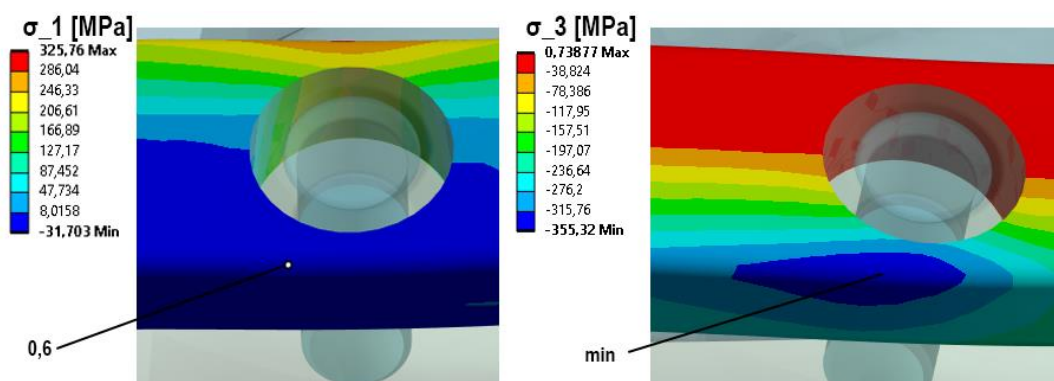 σ_1 [MPa]
325,76 Max
286,04
246,33
206,61
166,89
127,17
87,452
47,734
8,0158
-31,703 Min
0,6
σ_3 [MPa]
0,73877 Max
-38,824
-78,386
-117,95
-157,51
-197,07
-236,64
-276,2
-315,76
-355,32 Min
min